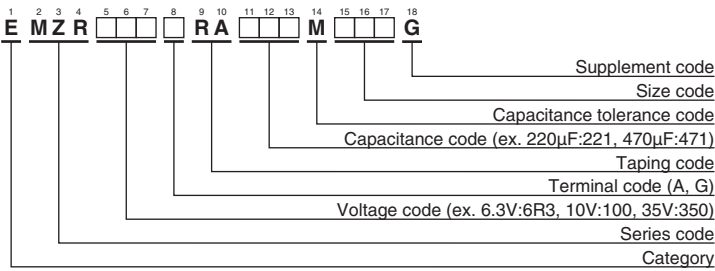 1 2 3 4 5 6 7 8 9 10 11 12 13 14 15 16 17 18
E M Z R □□□ □ R A □□□ M □□□ G
Supplement code
Size code
Capacitance tolerance code
Capacitance code (ex. 220µF:221, 470µF:471)
Taping code
Terminal code (A, G)
Voltage code (ex. 6.3V:6R3, 10V:100, 35V:350)
Series code
Category